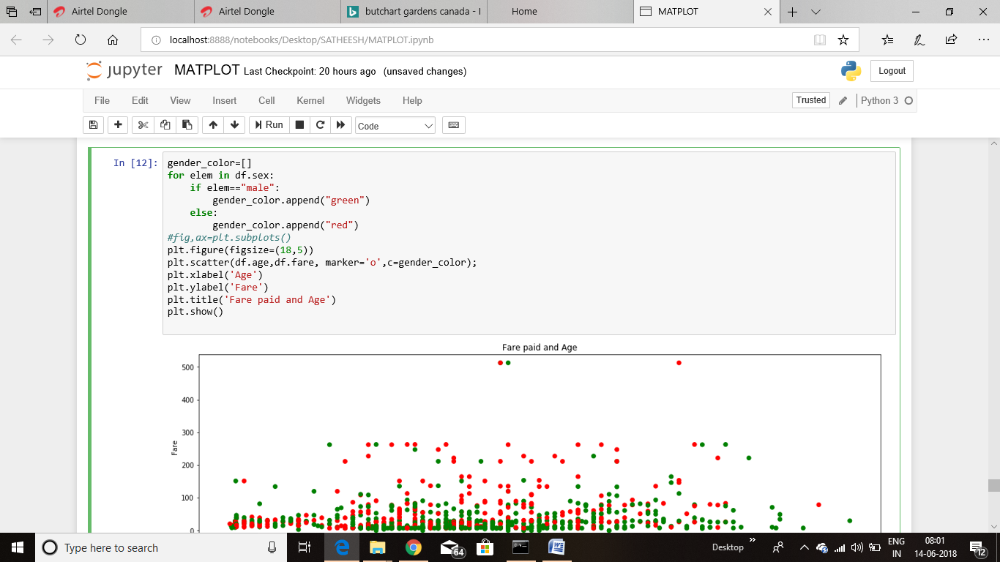 Airtel Dongle
Airtel Dongle
butchart gardens canada - I
Home
MATPLOT
localhost:8888/notebooks/Desktop/SATHEESH/MATPLOT.ipynb
jupyter MATPLOT Last Checkpoint: 20 hours ago (unsaved changes)
Logout
File Edit View Insert Cell Kernel Widgets Help
Trusted
Python 3
Run
Code
In [12]:
gender_color=[]
for elem in df.sex:
    if elem=="male":
        gender_color.append("green")
    else:
        gender_color.append("red")
#fig,ax=plt.subplots()
plt.figure(figsize=(18,5))
plt.scatter(df.age,df.fare, marker='o',c=gender_color);
plt.xlabel('Age')
plt.ylabel('Fare')
plt.title('Fare paid and Age')
plt.show()
Fare paid and Age
500
400
300
200
100
0
Fare
Type here to search
64
W
Desktop
ENG
IN
08:01
14-06-2018
12